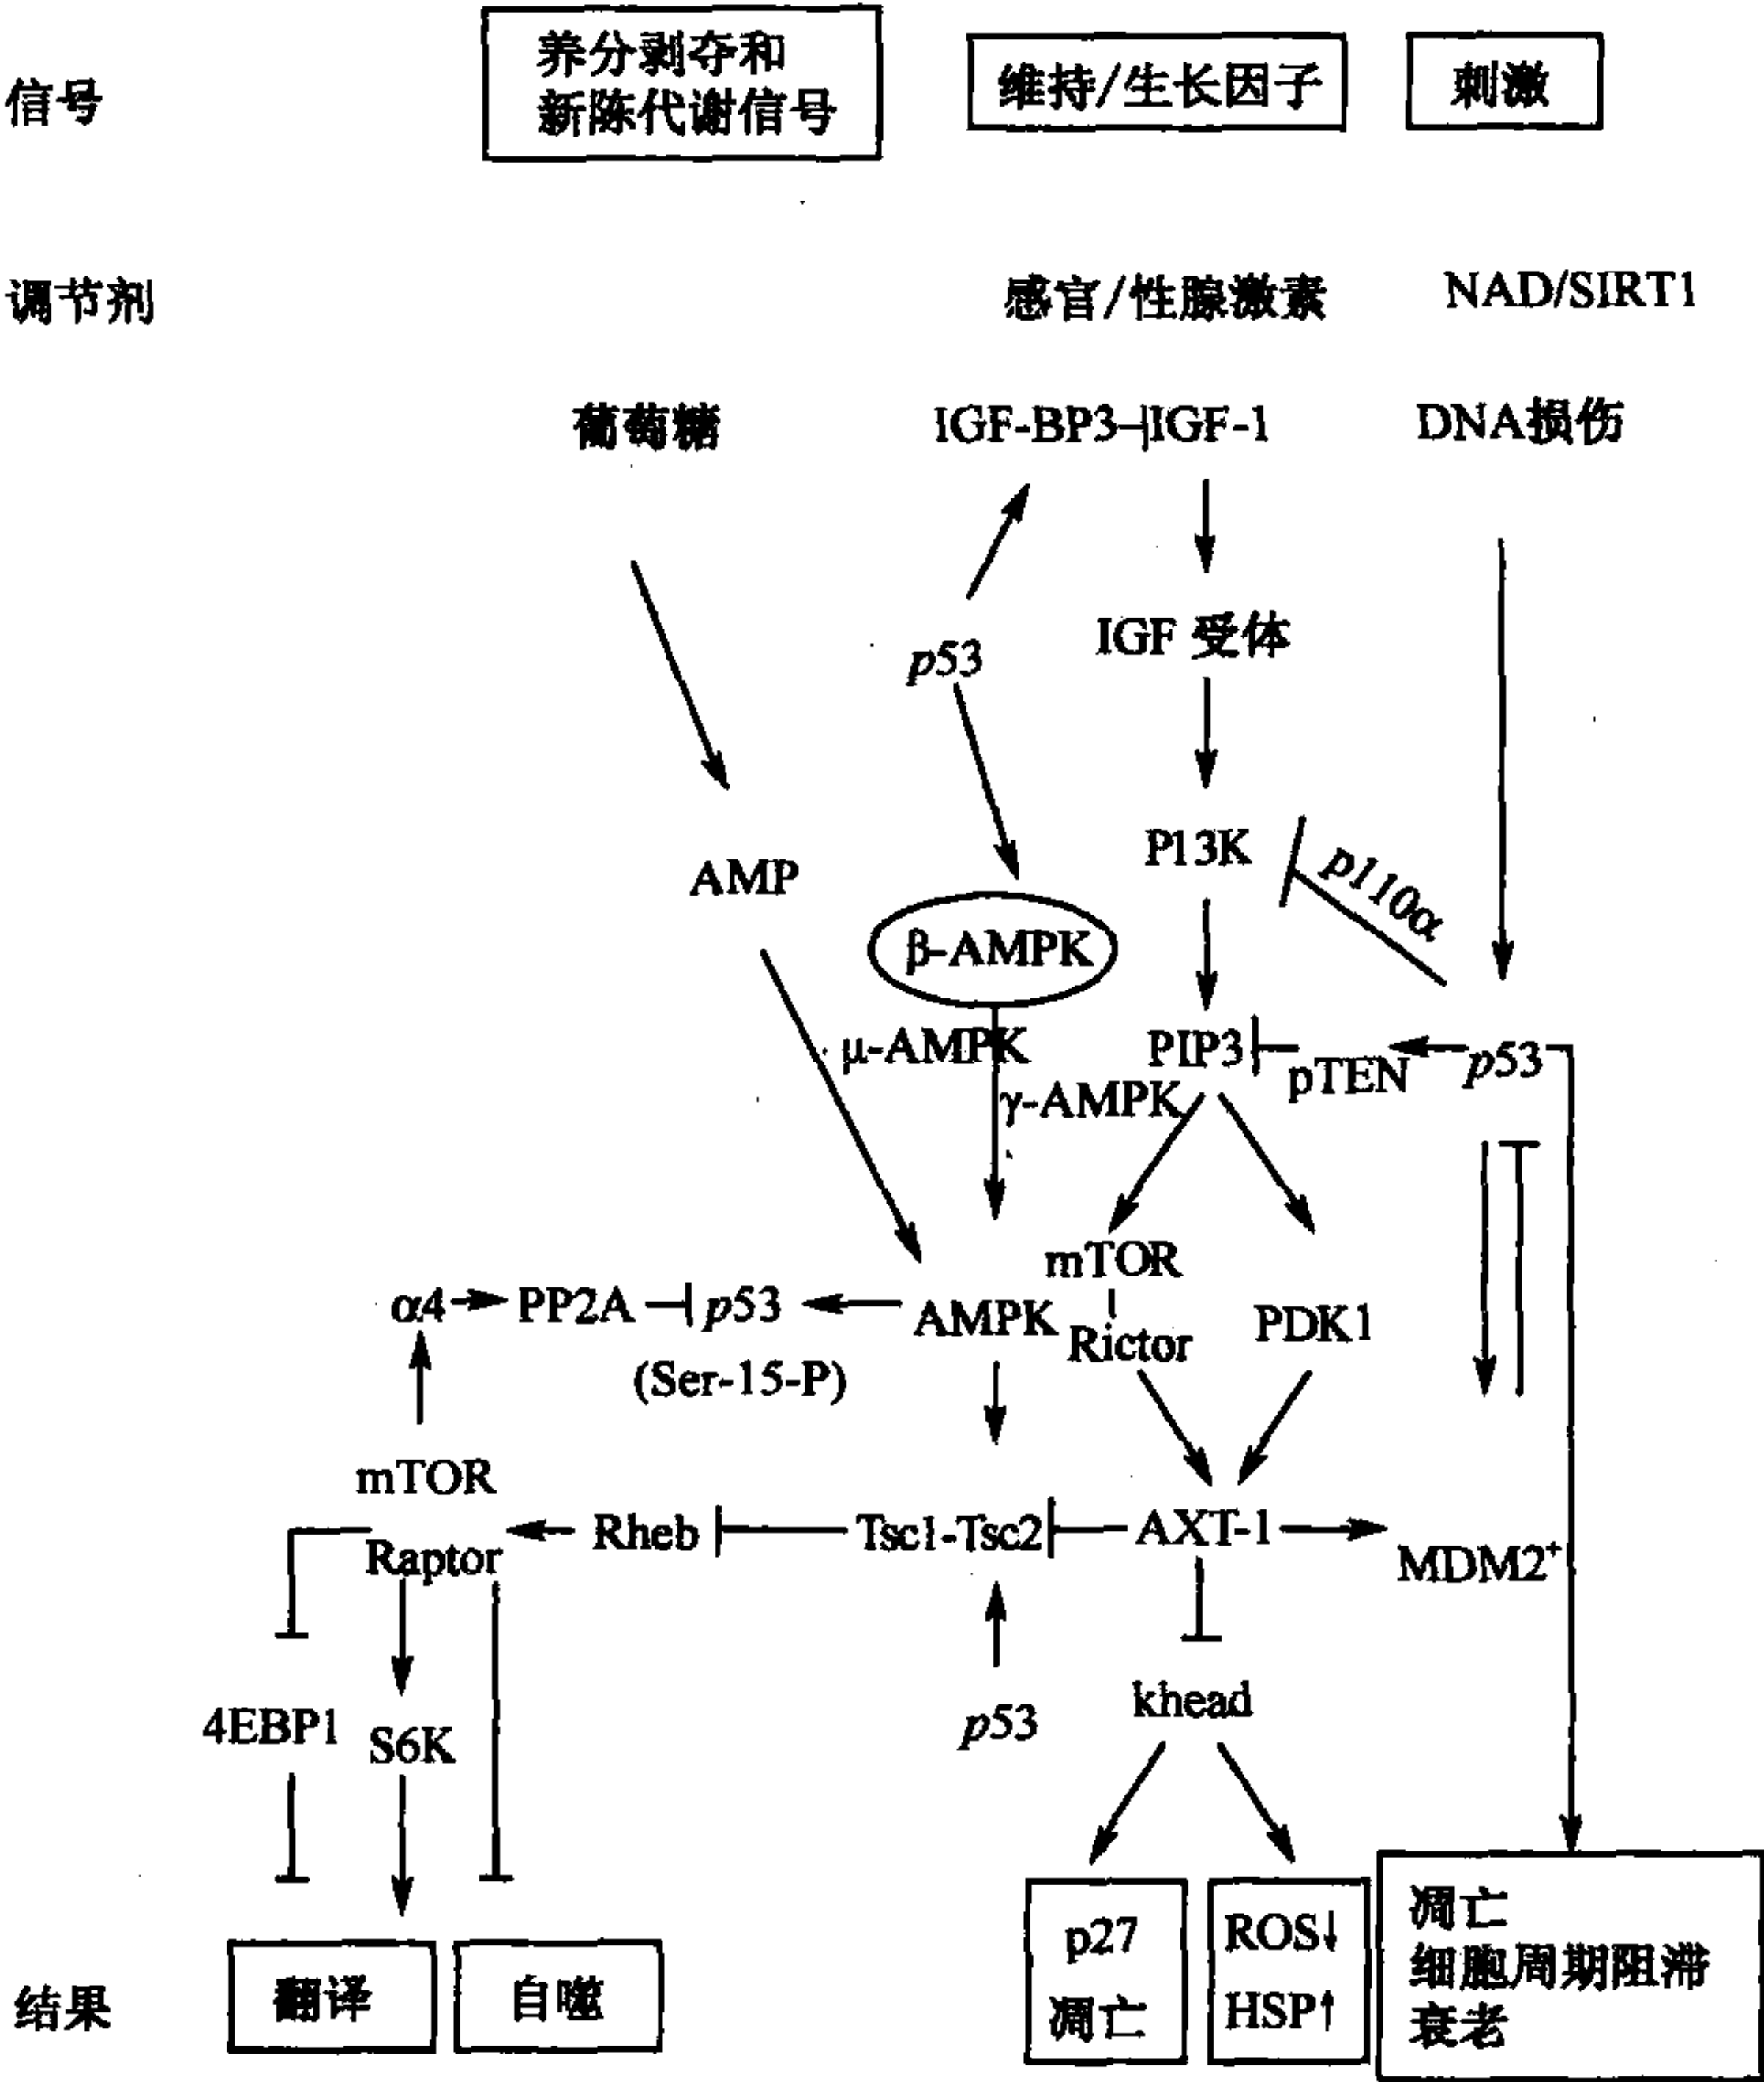 信号
养分剥夺和
新陈代谢信号
维持/生长因子
刺激
调节剂
感官/性腺激素
NAD/SIRT1
葡萄糖
IGF-BP3
IGF-1
DNA损伤
p53
IGF 受体
AMP
P13K
p110α
β-AMPK
μ-AMPK
γ-AMPK
PIP3
pTEN
p53
α4
PP2A
p53
(Ser-15-P)
AMPK
mTOR
Rictor
PDK1
mTOR
Raptor
Rheb
Tsc1-Tsc2
AXT-1
MDM2+
4EBP1
S6K
p53
khead
结果
翻译
自噬
p27
凋亡
ROS↓
HSP↑
凋亡
细胞周期阻滞
衰老